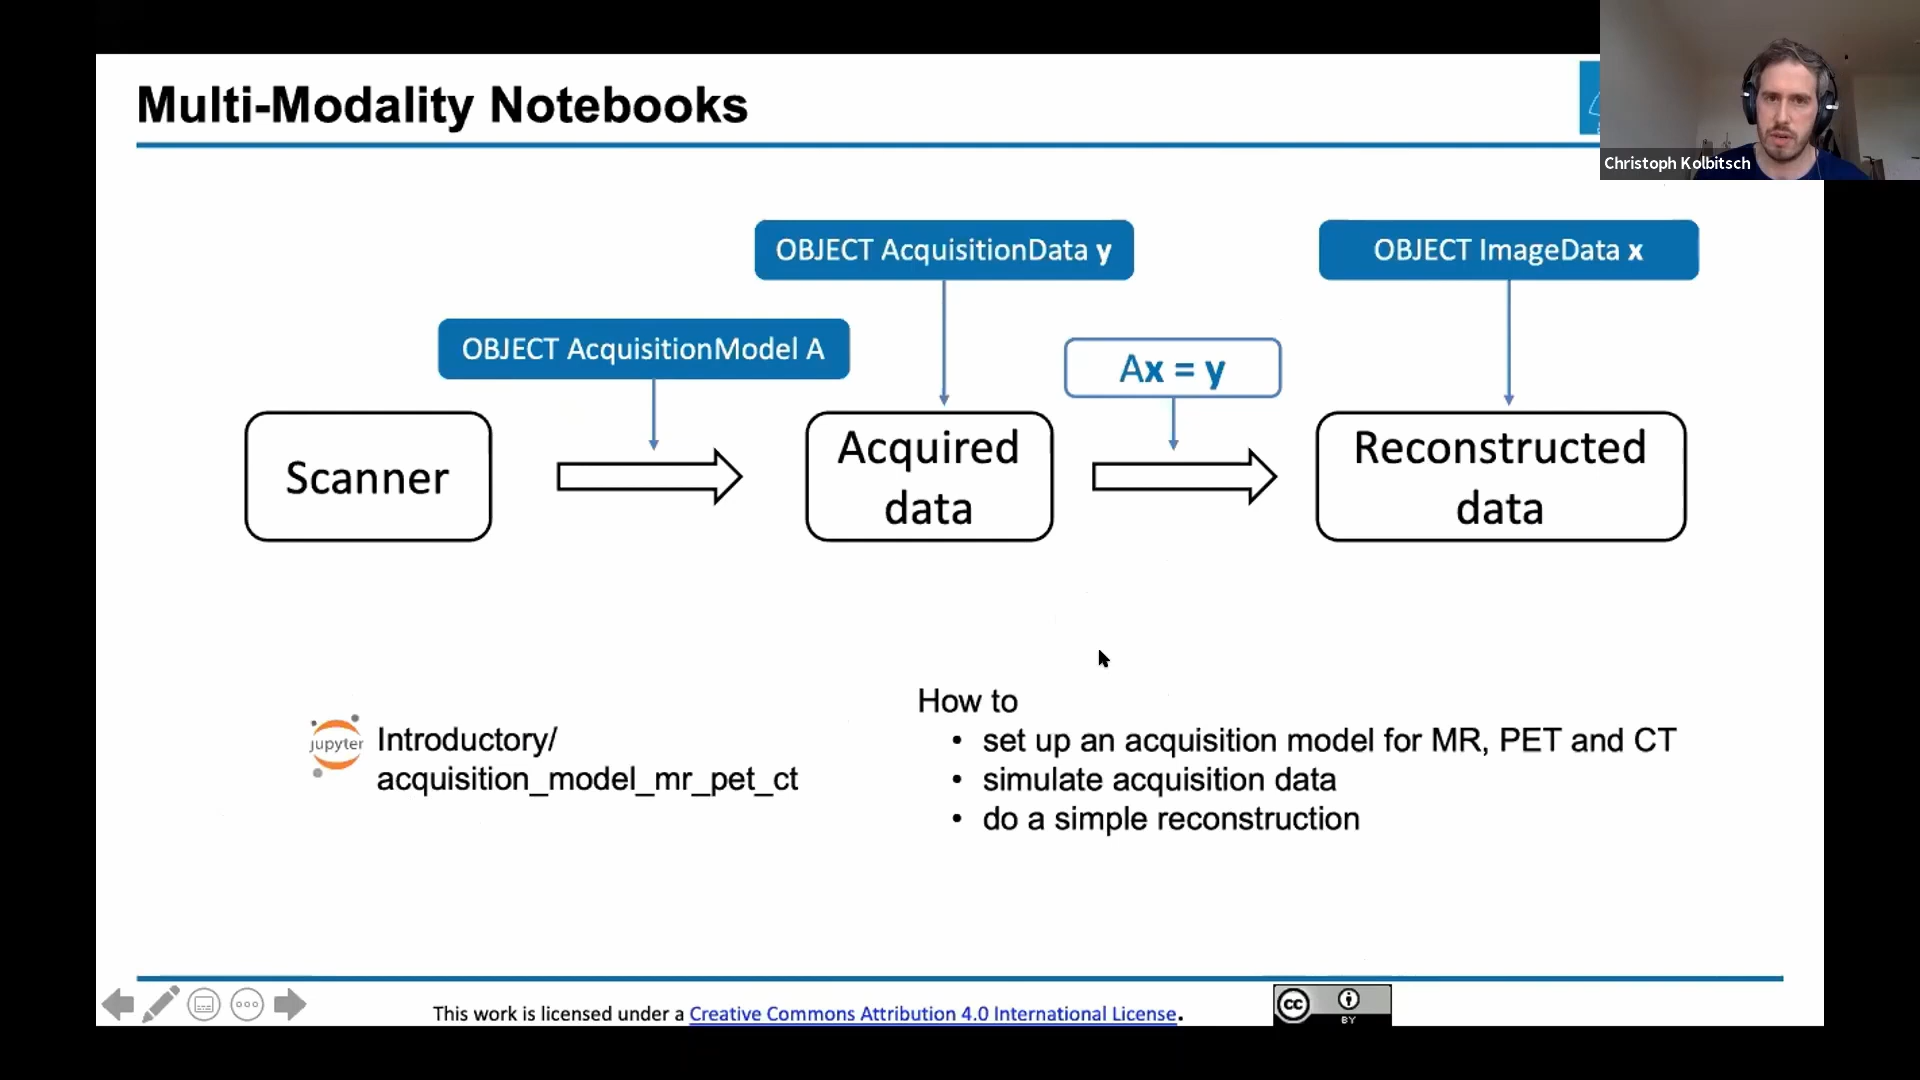 Multi-Modality Notebooks
Christoph Kolbitsch
OBJECT AcquisitionData y
OBJECT ImageData x
OBJECT AcquisitionModel A
Ax = y
Scanner
Acquired
data
Reconstructed
data
How to
• set up an acquisition model for MR, PET and CT
• simulate acquisition data
• do a simple reconstruction
jupyter
Introductory/
acquisition_model_mr_pet_ct
This work is licensed under a Creative Commons Attribution 4.0 International License.
cc
BY